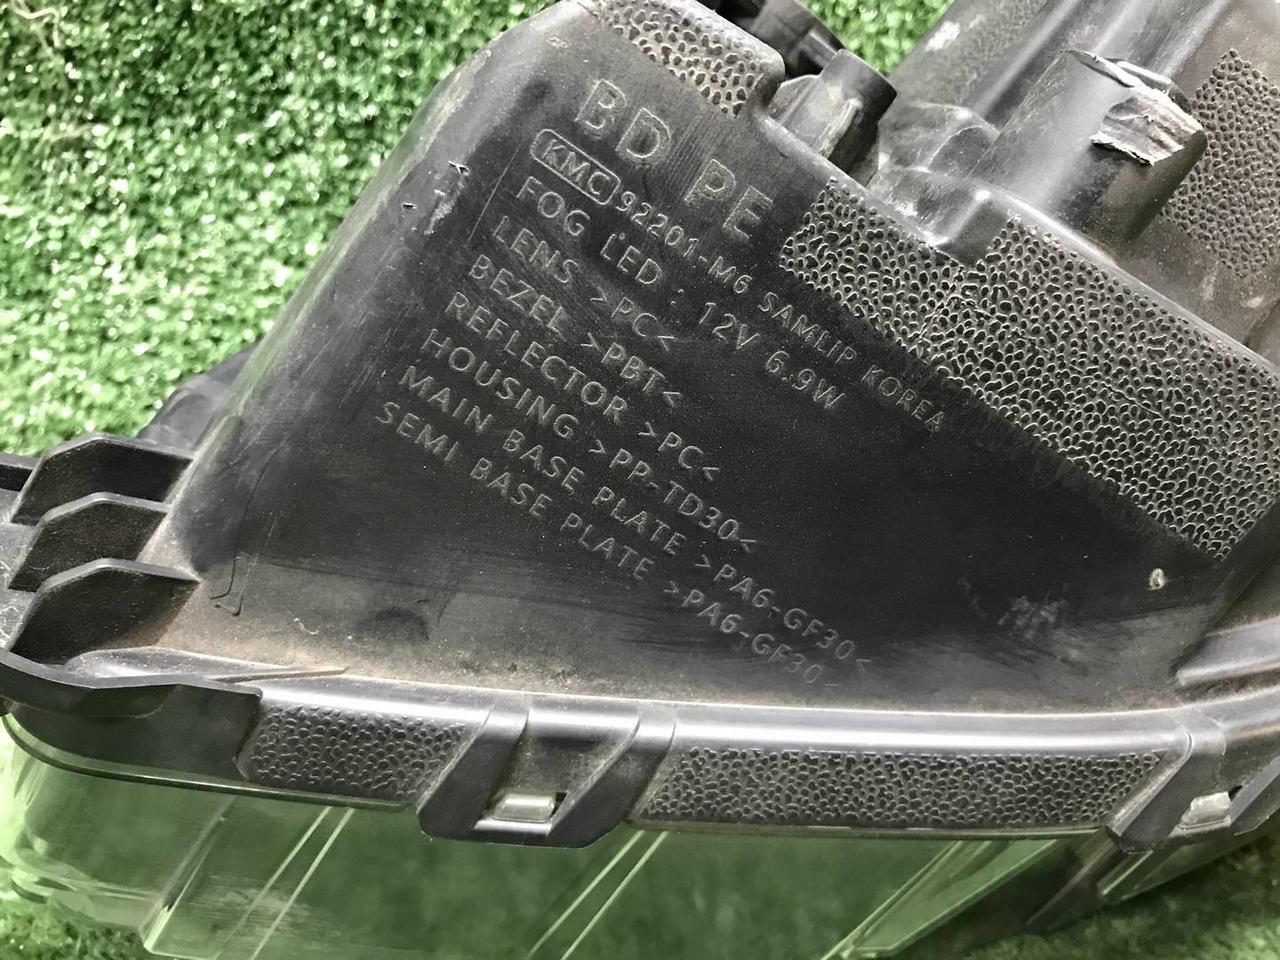 BD PE
KMC 92201-M6 SAMLIP KOREA
FOG LED : 12V 6.9W
LENS >PC<
BEZEL >PBT<
REFLECTOR >PC<
HOUSING >PP-TD30<
MAIN BASE PLATE >PA6-GF30<
SEMI BASE PLATE >PA6-GF30<